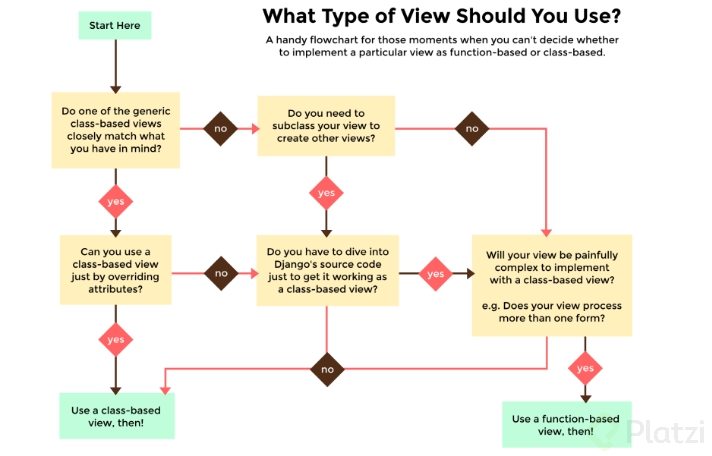 What Type of View Should You Use?
A handy flowchart for those moments when you can't decide whether
to implement a particular view as function-based or class-based.
Start Here
Do one of the generic
class-based views
closely match what
you have in mind?
no
Do you need to
subclass your view to
create other views?
no
yes
yes
Can you use a
class-based view
just by overriding
attributes?
no
Do you have to dive into
Django's source code
just to get it working as
a class-based view?
yes
Will your view be painfully
complex to implement
with a class-based view?
e.g. Does your view process
more than one form?
yes
no
yes
Use a class-based
view, then!
Use a function-based
view, then!
Platzi